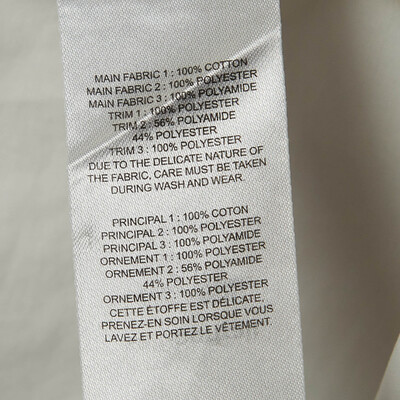 MAIN FABRIC 1 : 100% COTTON
MAIN FABRIC 2 : 100% POLYESTER
MAIN FABRIC 3 : 100% POLYAMIDE
TRIM 1 : 100% POLYESTER
TRIM 2 : 56% POLYAMIDE
44% POLYESTER
TRIM 3 : 100% POLYESTER
DUE TO THE DELICATE NATURE OF
THE FABRIC, CARE MUST BE TAKEN
DURING WASH AND WEAR.
PRINCIPAL 1 : 100% COTON
PRINCIPAL 2 : 100% POLYESTER
PRINCIPAL 3 : 100% POLYAMIDE
ORNEMENT 1 : 100% POLYESTER
ORNEMENT 2 : 56% POLYAMIDE
44% POLYESTER
ORNEMENT 3 : 100% POLYESTER
CETTE ÉTOFFE EST DÉLICATE,
PRENEZ-EN SOIN LORSQUE VOUS
LAVEZ ET PORTEZ LE VÊTEMENT.